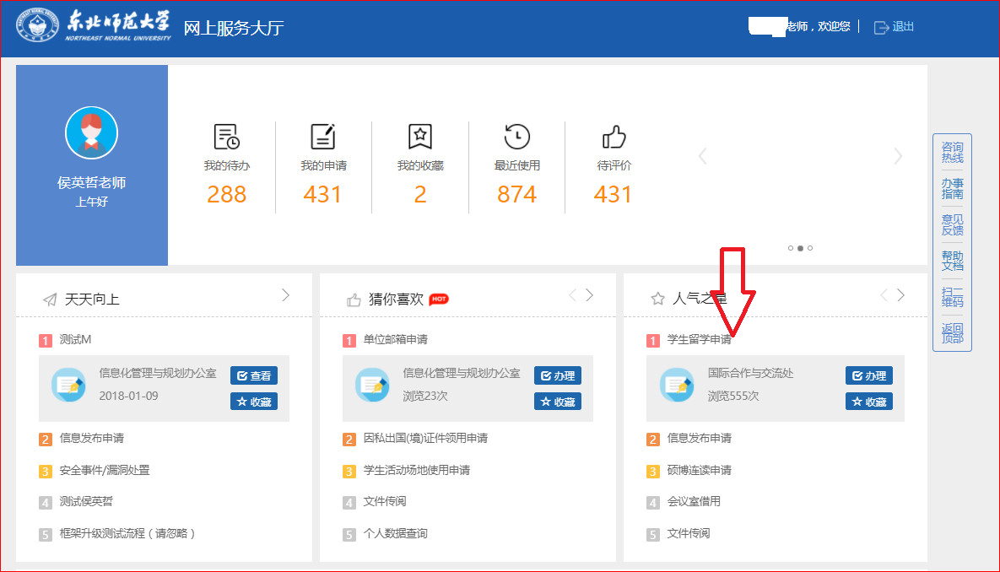 东北师范大学
NORTHEAST NORMAL UNIVERSITY
网上服务大厅
老师，欢迎您
退出
侯英哲老师
上午好
我的待办
288
我的申请
431
我的收藏
2
最近使用
874
待评价
431
咨询
热线
办事
指南
意见
反馈
帮助
文档
扫二
维码
返回
顶部
天天向上
1 测试M
信息化管理与规划办公室
查看
2018-01-09
收藏
2 信息发布申请
3 安全事件/漏洞处置
4 测试侯英哲
5 框架升级测试流程（请忽略）
猜你喜欢 HOT
1 单位邮箱申请
信息化管理与规划办公室
办理
浏览23次
收藏
2 因私出国(境)证件领用申请
3 学生活动场地使用申请
4 文件传阅
5 个人数据查询
人气之星
1 学生留学申请
国际合作与交流处
办理
浏览555次
收藏
2 信息发布申请
3 硕博连读申请
4 会议室借用
5 文件传阅